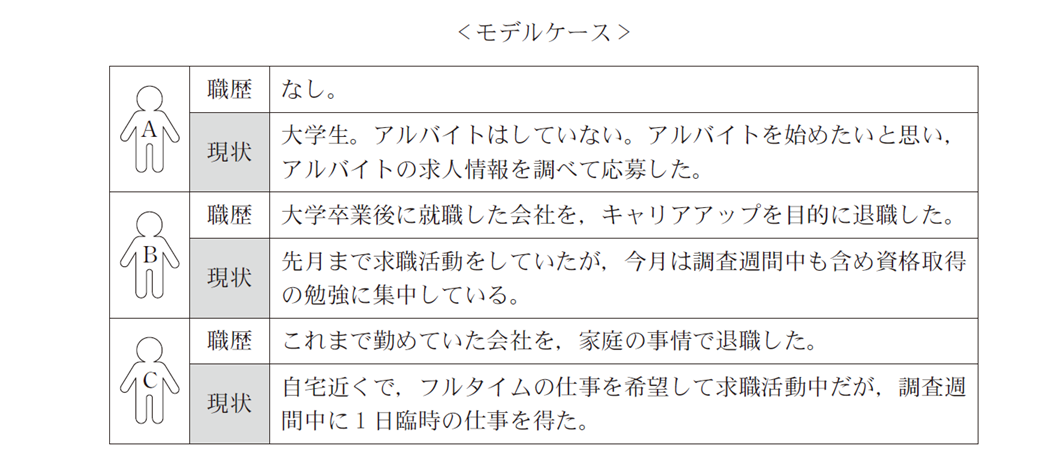 <モデルケース>
A
職歴
なし。
現状
大学生。アルバイトはしていない。アルバイトを始めたいと思い，
アルバイトの求人情報を調べて応募した。
B
職歴
大学卒業後に就職した会社を，キャリアアップを目的に退職した。
現状
先月まで求職活動をしていたが，今月は調査週間中も含め資格取得
の勉強に集中している。
C
職歴
これまで勤めていた会社を，家庭の事情で退職した。
現状
自宅近くで，フルタイムの仕事を希望して求職活動中だが，調査週
間中に1日臨時の仕事を得た。